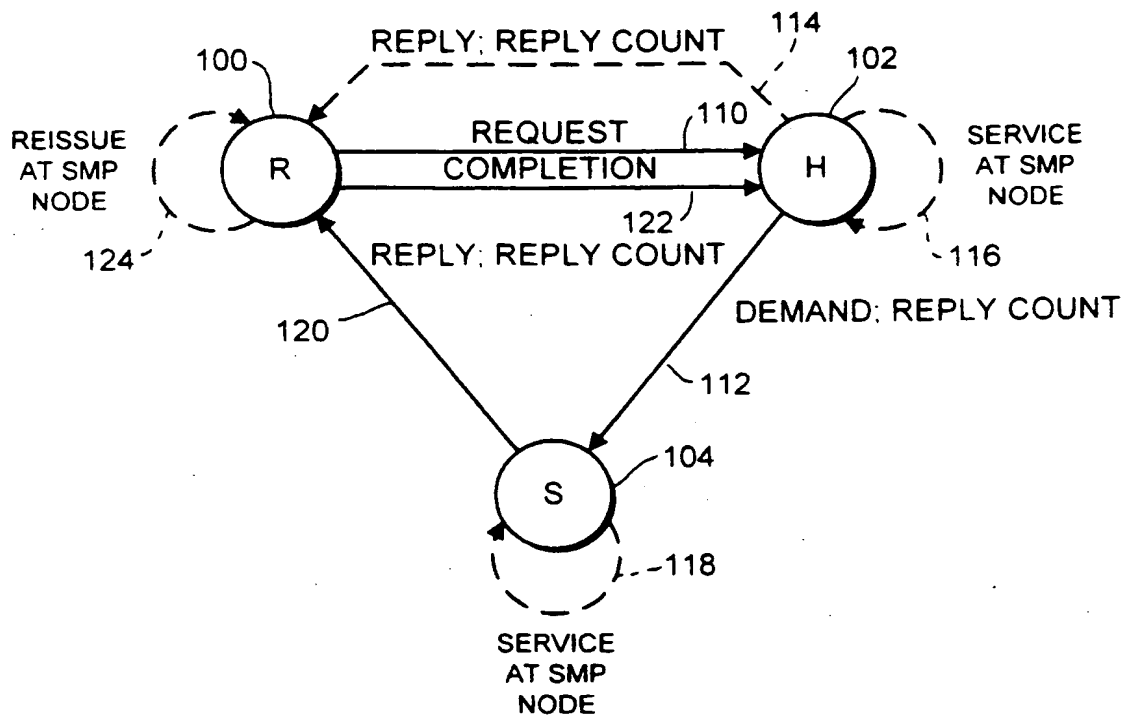 REPLY; REPLY COUNT
114
100
102
REISSUE
AT SMP
NODE
R
REQUEST
110
COMPLETION
122
H
SERVICE
AT SMP
NODE
124
116
REPLY; REPLY COUNT
DEMAND; REPLY COUNT
120
112
S
104
118
SERVICE
AT SMP
NODE